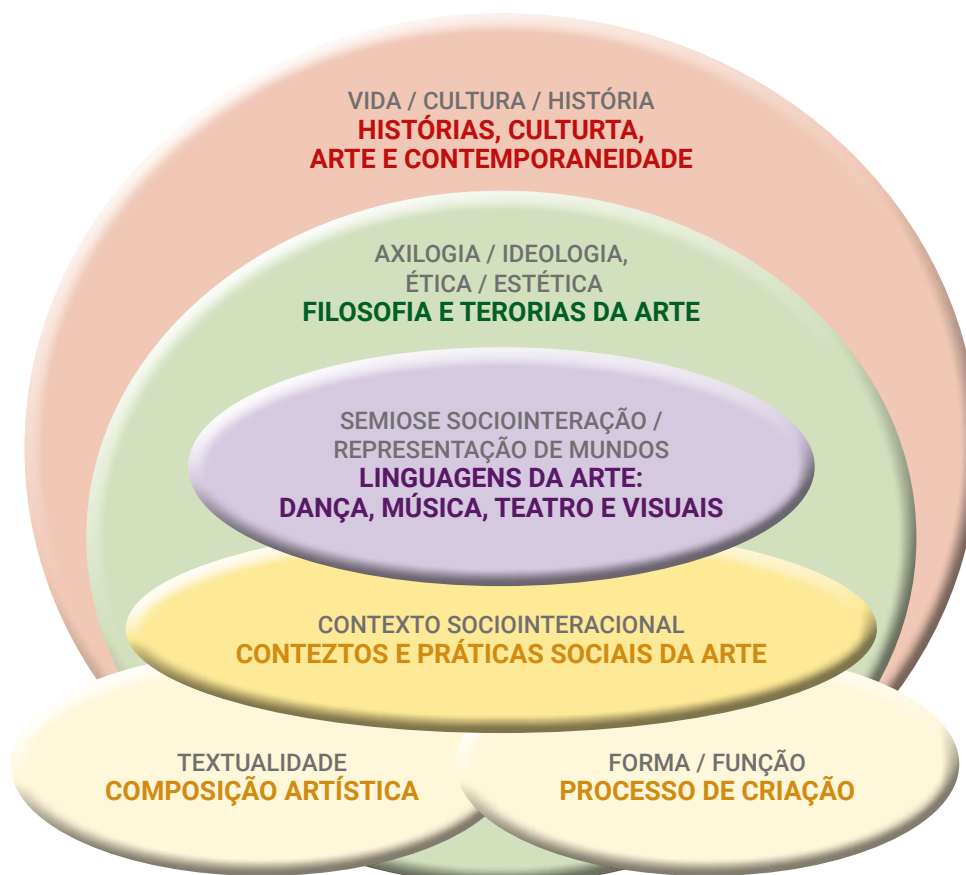 VIDA / CULTURA / HISTÓRIA
HISTÓRIAS, CULTURTA,
ARTE E CONTEMPORANEIDADE
AXILOGIA / IDEOLOGIA,
ÉTICA / ESTÉTICA
FILOSOFIA E TERORIAS DA ARTE
SEMIOSE SOCIOINTERAÇÃO /
REPRESENTAÇÃO DE MUNDOS
LINGUAGENS DA ARTE:
DANÇA, MÚSICA, TEATRO E VISUAIS
CONTEXTO SOCIOINTERACIONAL
CONTEZTOS E PRÁTICAS SOCIAIS DA ARTE
TEXTUALIDADE
COMPOSIÇÃO ARTÍSTICA
FORMA / FUNÇÃO
PROCESSO DE CRIAÇÃO